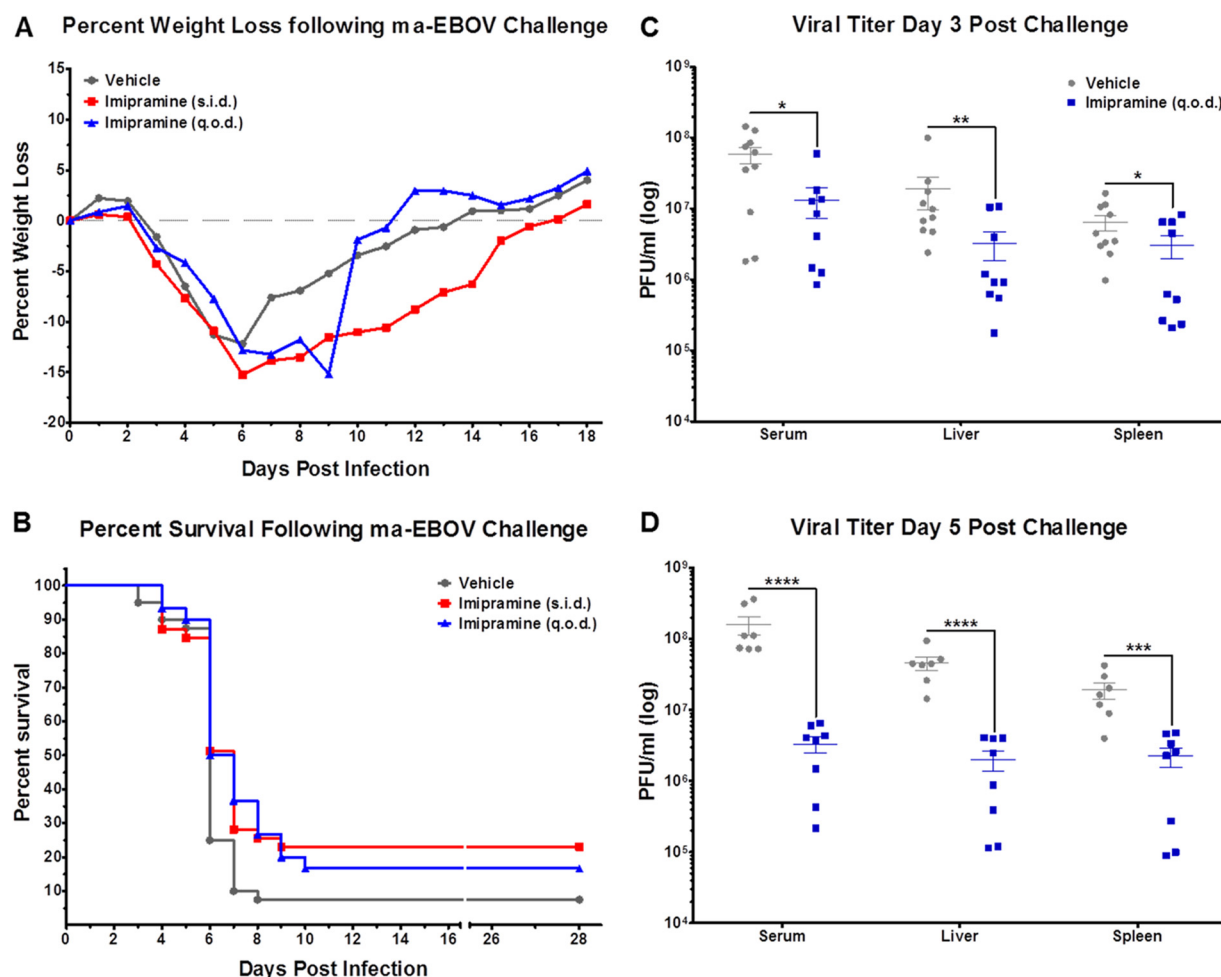 A Percent Weight Loss following ma-EBOV Challenge
15
10
5
0
-5
-10
-15
-20
Percent Weight Loss
Vehicle
Imipramine (s.i.d.)
Imipramine (q.o.d.)
0 2 4 6 8 10 12 14 16 18
Days Post Infection
B Percent Survival Following ma-EBOV Challenge
100
90
80
70
60
50
40
30
20
10
Percent survival
Vehicle
Imipramine (s.i.d.)
Imipramine (q.o.d.)
0 2 4 6 8 10 12 14 16 26 28
Days Post Infection
C Viral Titer Day 3 Post Challenge
10⁹
10⁸
10⁷
10⁶
10⁵
10⁴
PFU/ml (log)
Vehicle
Imipramine (q.o.d.)
* ** *
Serum Liver Spleen
D Viral Titer Day 5 Post Challenge
10⁹
10⁸
10⁷
10⁶
10⁵
10⁴
PFU/ml (log)
**** **** ***
Serum Liver Spleen